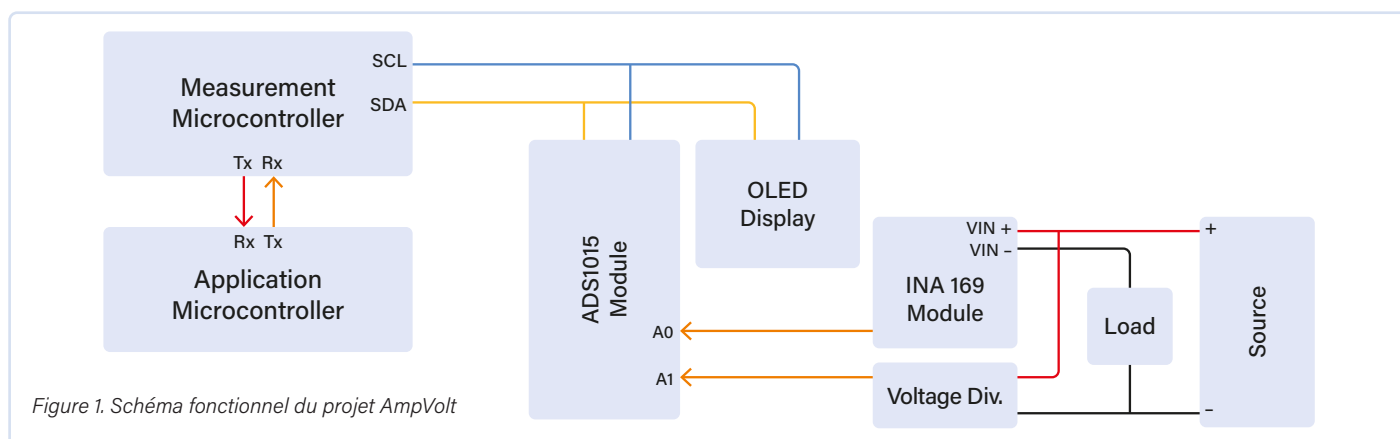 Measurement
Microcontroller
SCL
SDA
Tx Rx
Rx Tx
Application
Microcontroller
ADS1015
Module
A0
A1
OLED
Display
VIN +
VIN –
INA 169
Module
Voltage Div.
Load
+
Source
–
Figure 1. Schéma fonctionnel du projet AmpVolt